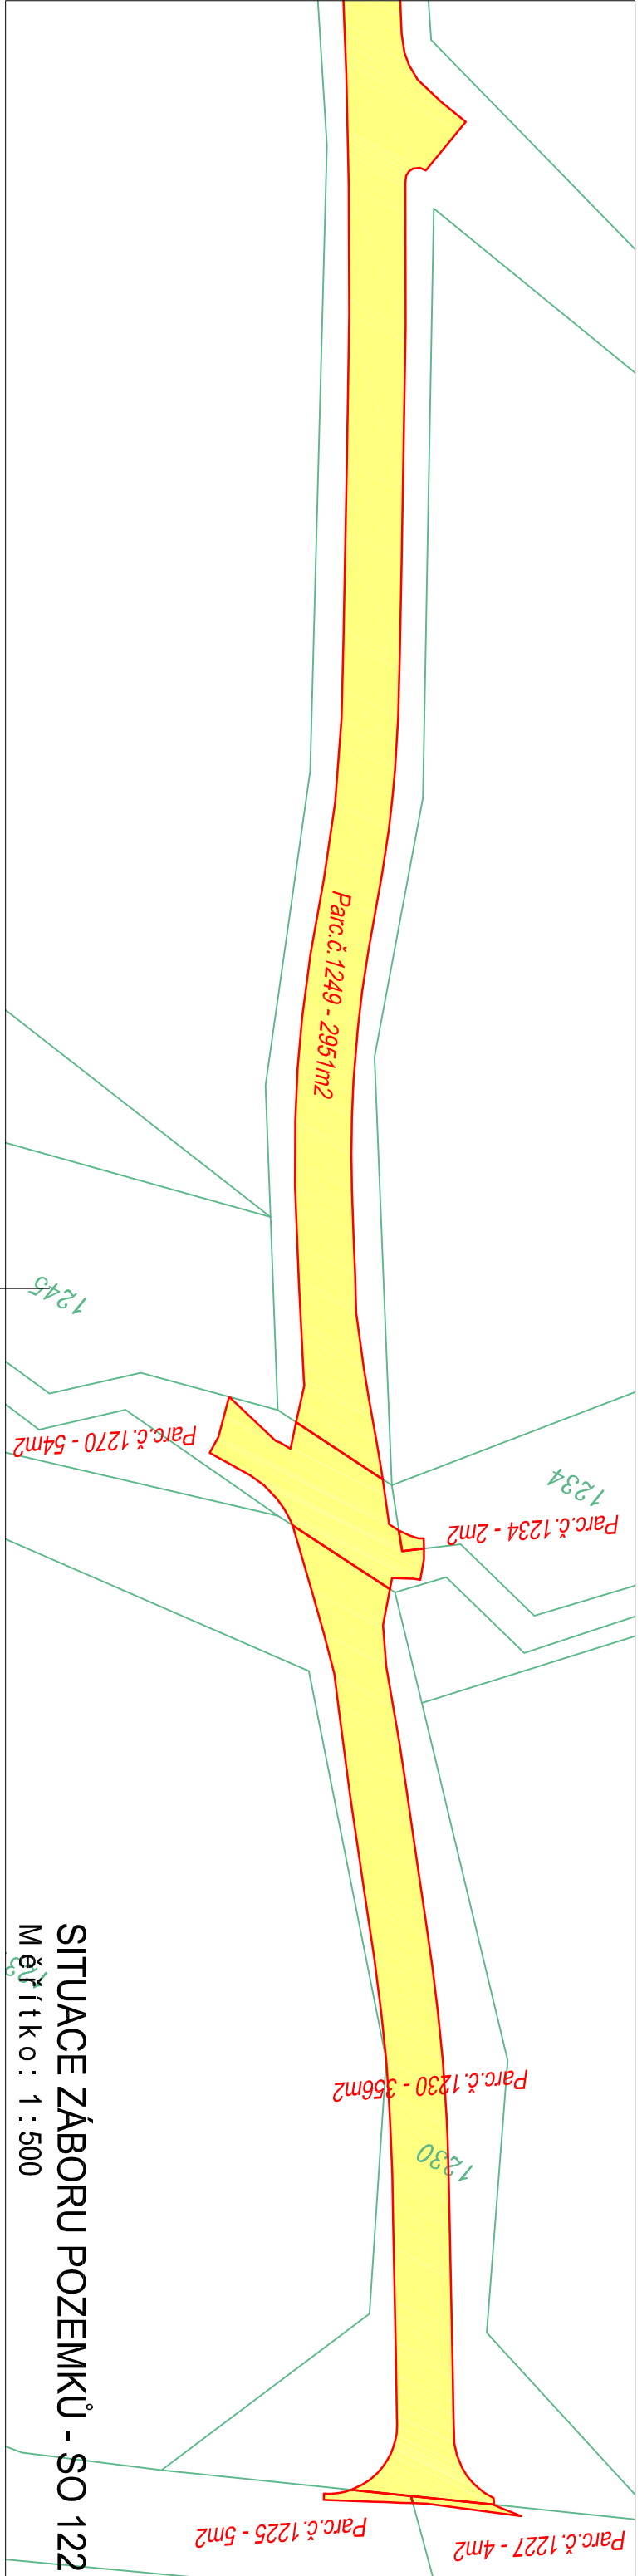 Parc.č.1249 - 2951m2
1245
Parc.č.1270 - 54m2
1234
Parc.č.1234 - 2m2
123
Parc.č.1230 - 356m2
1230
SITUACE ZÁBORU POZEMKŮ - SO 122
Měřítko: 1:500
Parc.č.1225 - 5m2
Parc.č.1227 - 4m2